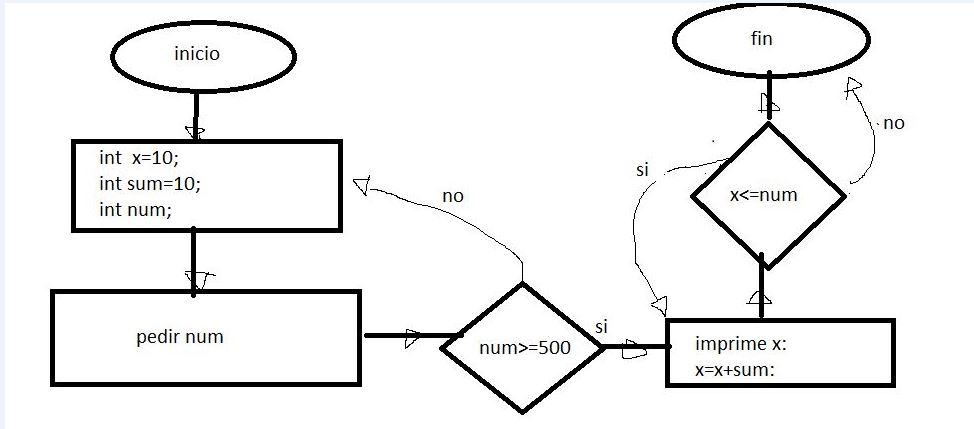 inicio
int x=10;
int sum=10;
int num;
pedir num
no
num>=500
si
imprime x:
x=x+sum:
x<=num
si
no
fin